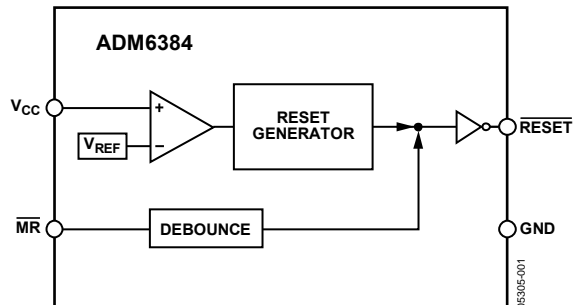 ADM6384
VCC
+
VREF
−
RESET
GENERATOR
RESET
MR
DEBOUNCE
GND
05305-001